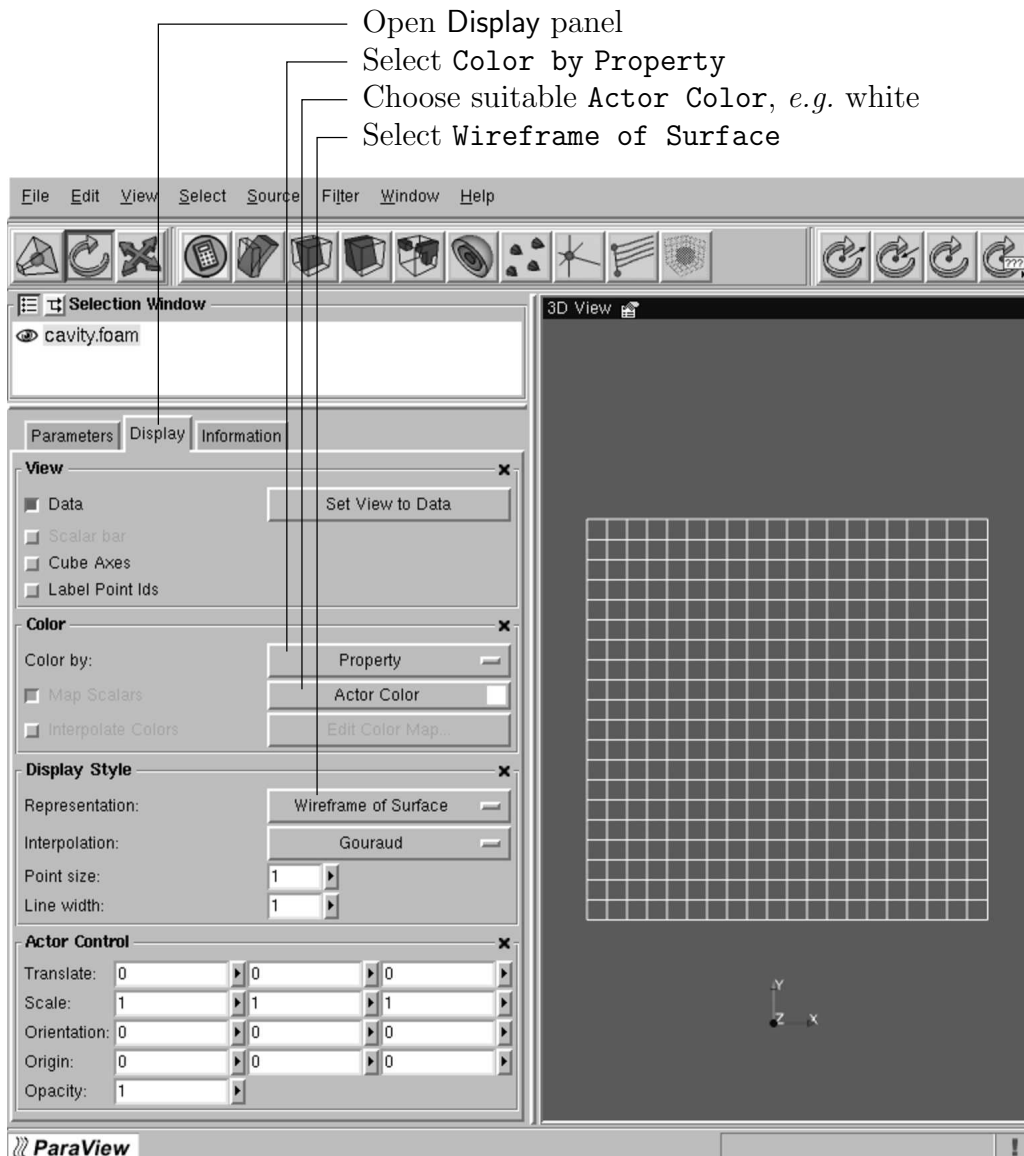 Open Display panel
Select Color by Property
Choose suitable Actor Color, e.g. white
Select Wireframe of Surface
File Edit View Select Source Filter Window Help
???
Selection Window
cavity.foam
3D View
Parameters Display Information
View
Data Set View to Data
Scalar bar
Cube Axes
Label Point Ids
Color
Color by: Property
Map Scalars Actor Color
Interpolate Colors Edit Color Map...
Display Style
Representation: Wireframe of Surface
Interpolation: Gouraud
Point size: 1
Line width: 1
Actor Control
Translate: 0 0 0
Scale: 1 1 1
Orientation: 0 0 0
Origin: 0 0 0
Opacity: 1
Y
Z X
ParaView
!